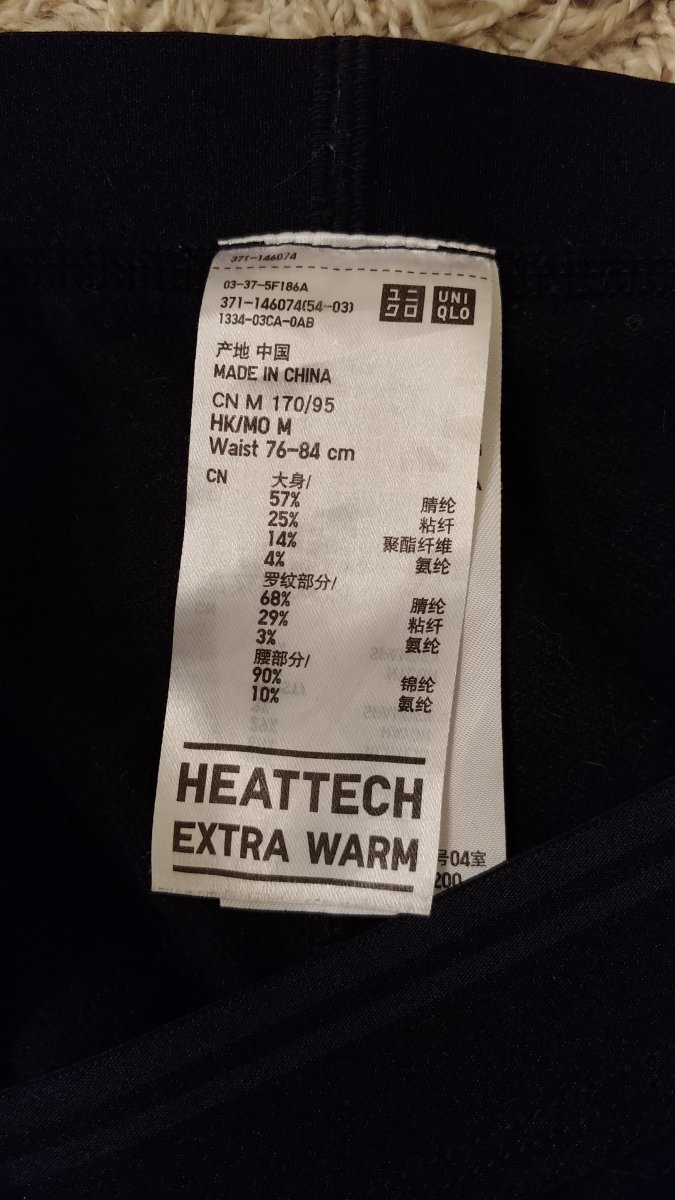 371-146074
03-37-5F186A
371-146074(54-03)
1334-03CA-0AB
ユニ
クロ
UNI
QLO
产地 中国
MADE IN CHINA
CN M 170/95
HK/MO M
Waist 76-84 cm
CN 大身/
57% 腈纶
25% 粘纤
14% 聚酯纤维
4% 氨纶
罗纹部分/
68% 腈纶
29% 粘纤
3% 氨纶
腰部分/
90% 锦纶
10% 氨纶
HEATTECH
EXTRA WARM
号04室
200